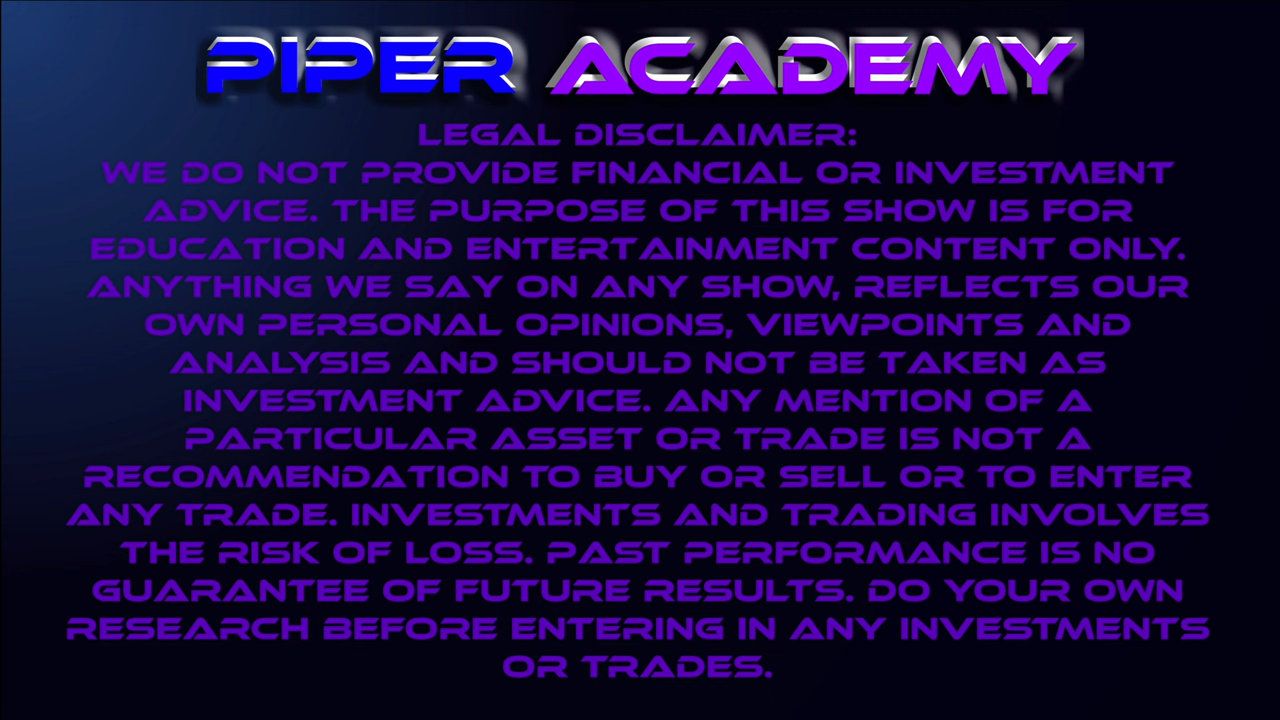 PIPER ACADEMY
LEGAL DISCLAIMER:
WE DO NOT PROVIDE FINANCIAL OR INVESTMENT
ADVICE. THE PURPOSE OF THIS SHOW IS FOR
EDUCATION AND ENTERTAINMENT CONTENT ONLY.
ANYTHING WE SAY ON ANY SHOW, REFLECTS OUR
OWN PERSONAL OPINIONS, VIEWPOINTS AND
ANALYSIS AND SHOULD NOT BE TAKEN AS
INVESTMENT ADVICE. ANY MENTION OF A
PARTICULAR ASSET OR TRADE IS NOT A
RECOMMENDATION TO BUY OR SELL OR TO ENTER
ANY TRADE. INVESTMENTS AND TRADING INVOLVES
THE RISK OF LOSS. PAST PERFORMANCE IS NO
GUARANTEE OF FUTURE RESULTS. DO YOUR OWN
RESEARCH BEFORE ENTERING IN ANY INVESTMENTS
OR TRADES.